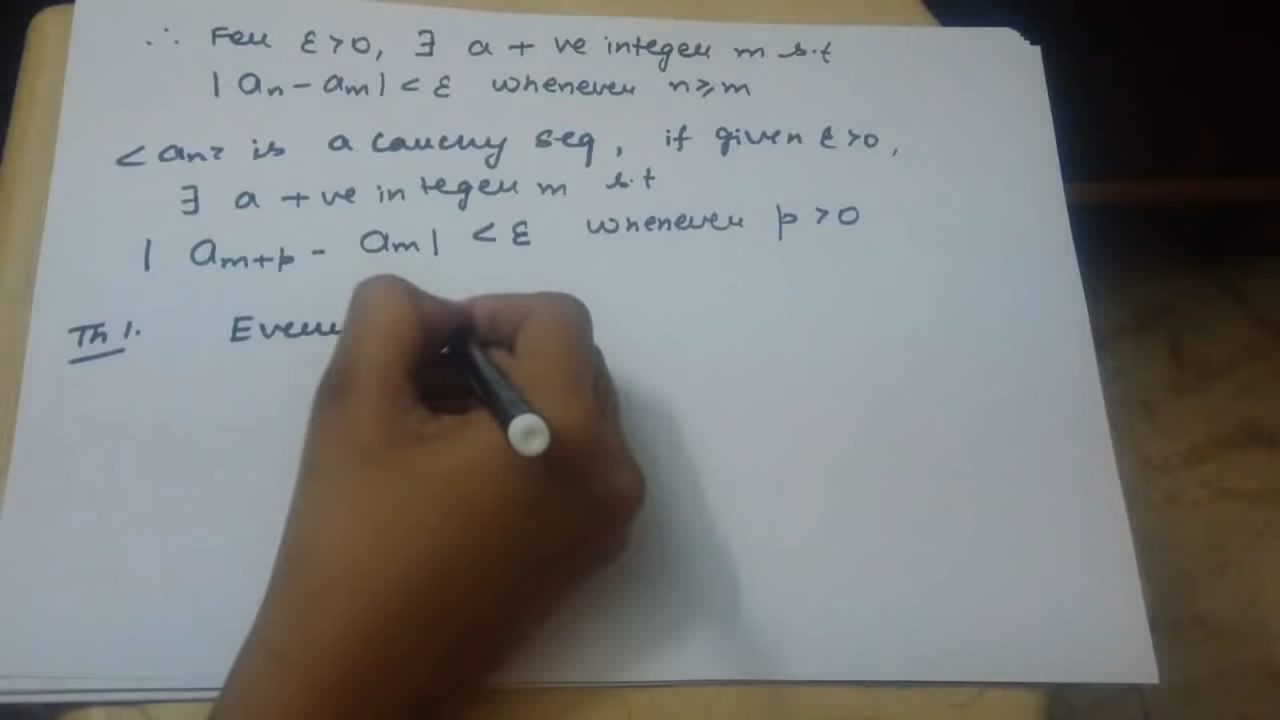 ∴ For ε>0, ∃ a +ve integer m s.t
|an - am| < ε whenever n≥m
<an> is a cauchy seq, if given ε>0,
∃ a +ve integer m s.t
|am+p - am| < ε whenever p>0
Th 1. Every